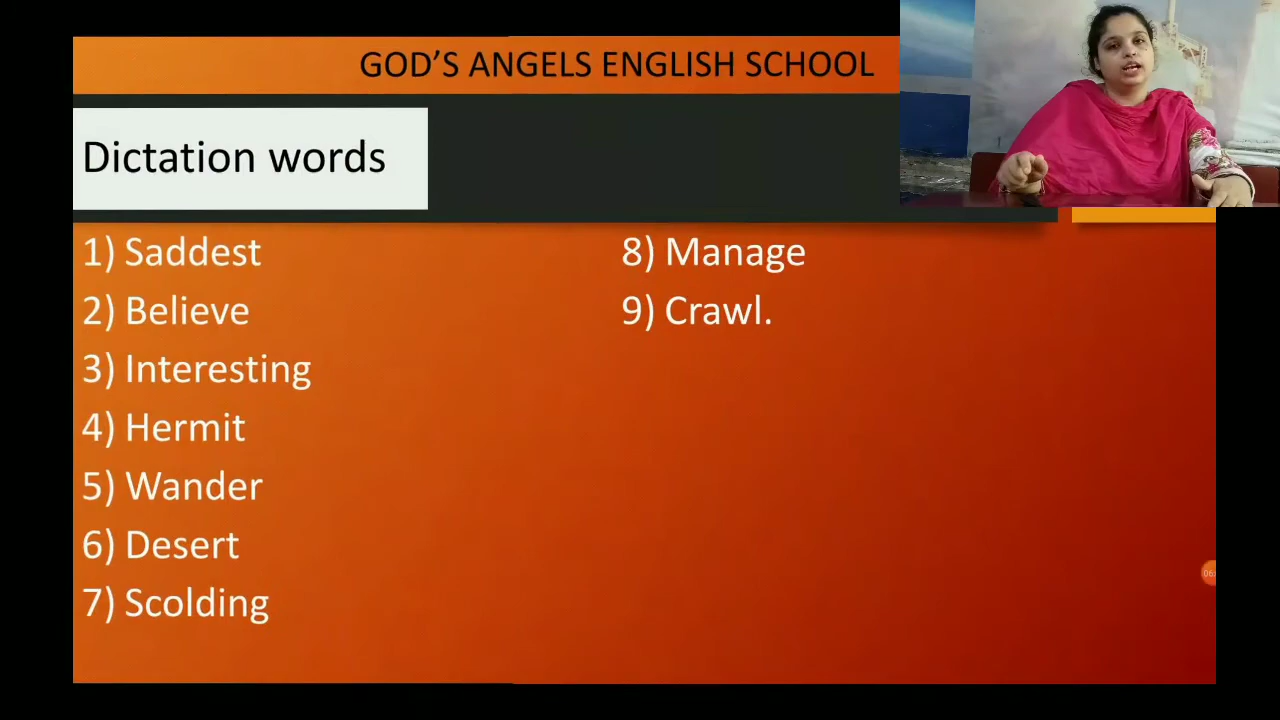 GOD'S ANGELS ENGLISH SCHOOL
Dictation words
1) Saddest
2) Believe
3) Interesting
4) Hermit
5) Wander
6) Desert
7) Scolding
8) Manage
9) Crawl.